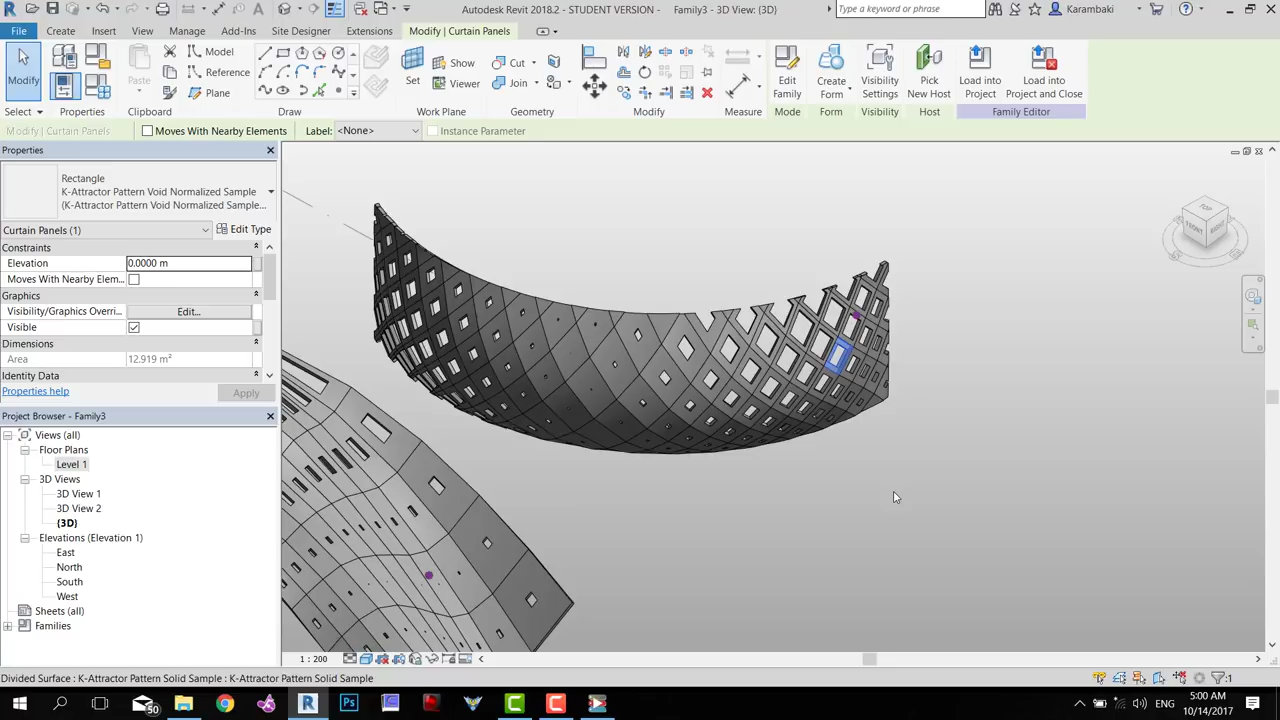 Autodesk Revit 2018.2 - STUDENT VERSION - Family3 - 3D View: {3D}
Type a keyword or phrase
Karambaki
File
Create
Insert
View
Manage
Add-Ins
Site Designer
Extensions
Modify | Curtain Panels
Modify
Paste
Model
Reference
Plane
Set
Show
Viewer
Cut
Join
Edit Family
Create Form
Visibility Settings
Pick New Host
Load into Project
Load into Project and Close
Select
Properties
Clipboard
Draw
Work Plane
Geometry
Modify
Measure
Mode
Form
Visibility
Host
Family Editor
Modify | Curtain Panels
Moves With Nearby Elements
Label:
<None>
Instance Parameter
Properties
Rectangle
K-Attractor Pattern Void Normalized Sample
(K-Attractor Pattern Void Normalized Sample...
Curtain Panels (1)
Edit Type
Constraints
Elevation
0.0000 m
Moves With Nearby Elem...
Graphics
Visibility/Graphics Overri...
Edit...
Visible
Dimensions
Area
12.919 m²
Identity Data
Properties help
Apply
Project Browser - Family3
Views (all)
Floor Plans
Level 1
3D Views
3D View 1
3D View 2
{3D}
Elevations (Elevation 1)
East
North
South
West
Sheets (all)
Families
TOP
FRONT
RIGHT
1 : 200
Divided Surface : K-Attractor Pattern Solid Sample : K-Attractor Pattern Solid Sample
:1
50
Ps
ENG
5:00 AM
10/14/2017